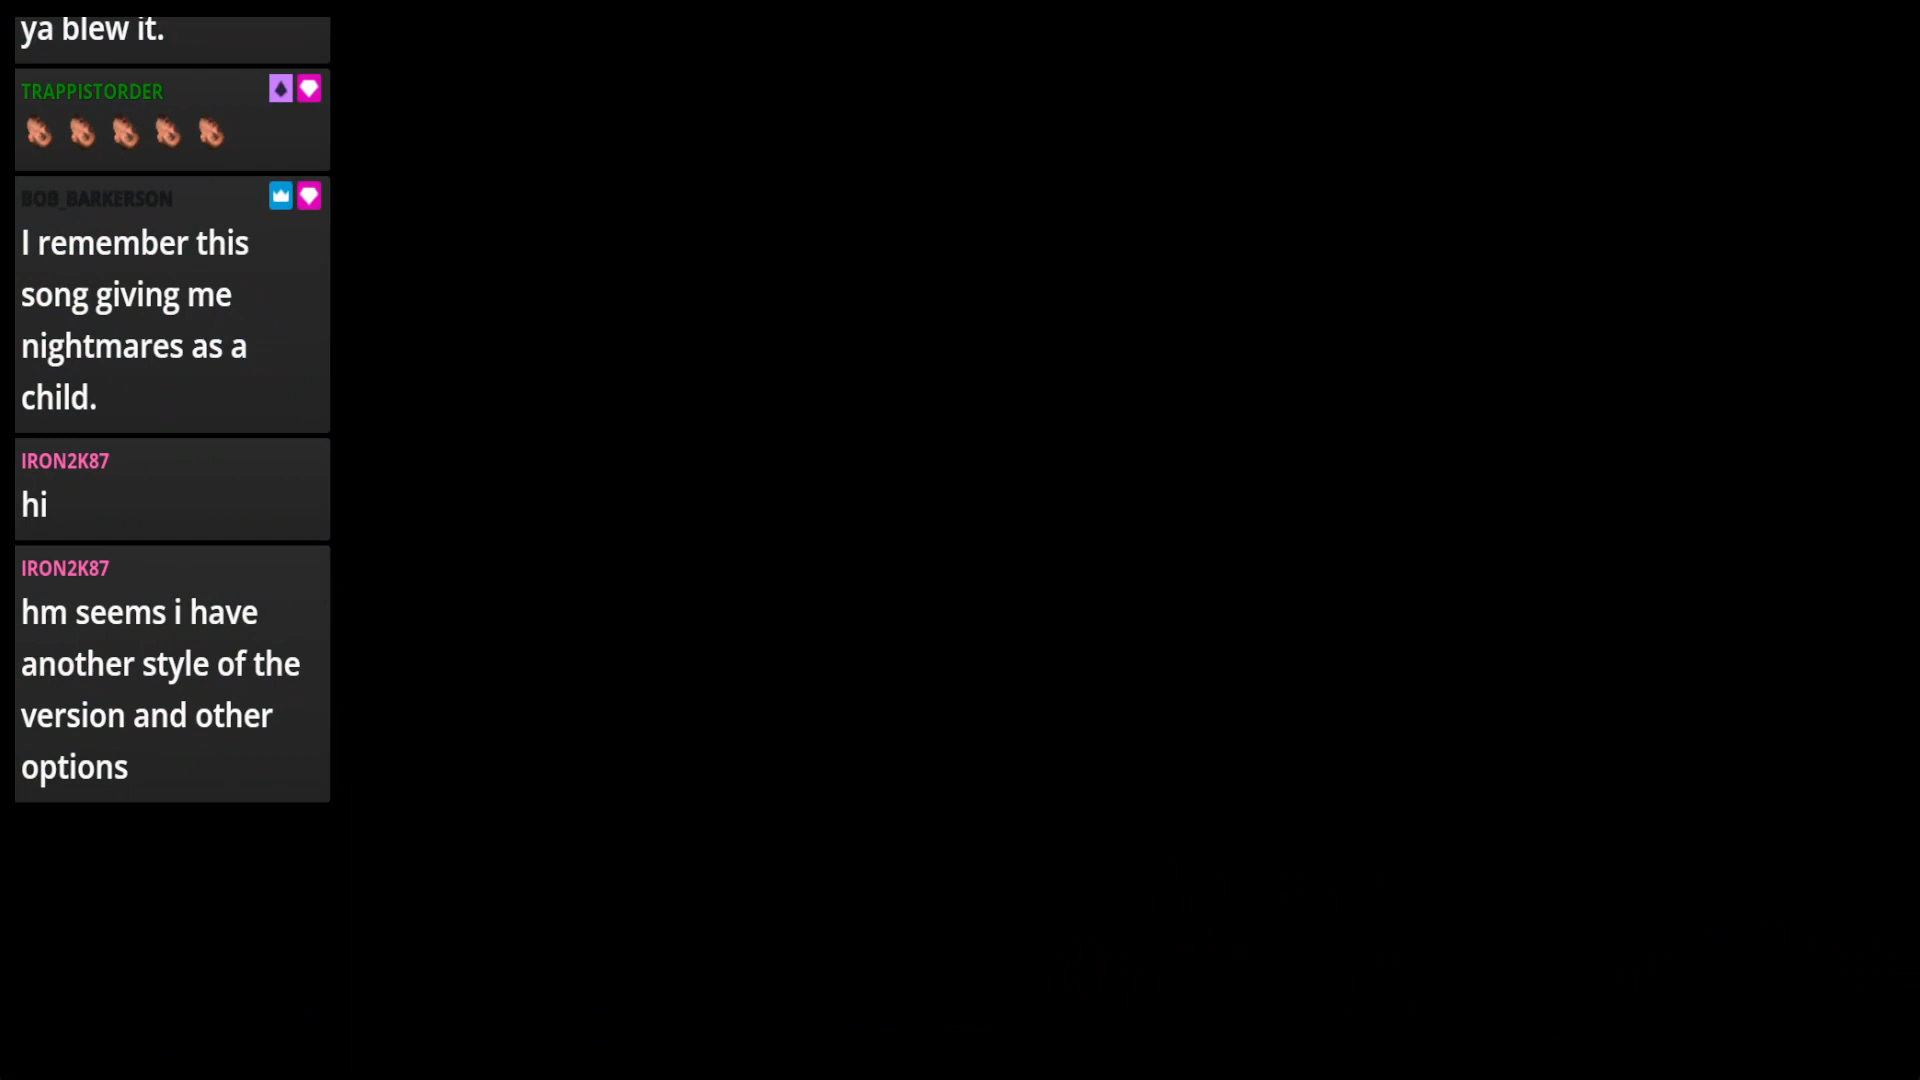 ya blew it.
TRAPPISTORDER
BOB_BARKERSON
I remember this
song giving me
nightmares as a
child.
IRON2K87
hi
IRON2K87
hm seems i have
another style of the
version and other
options